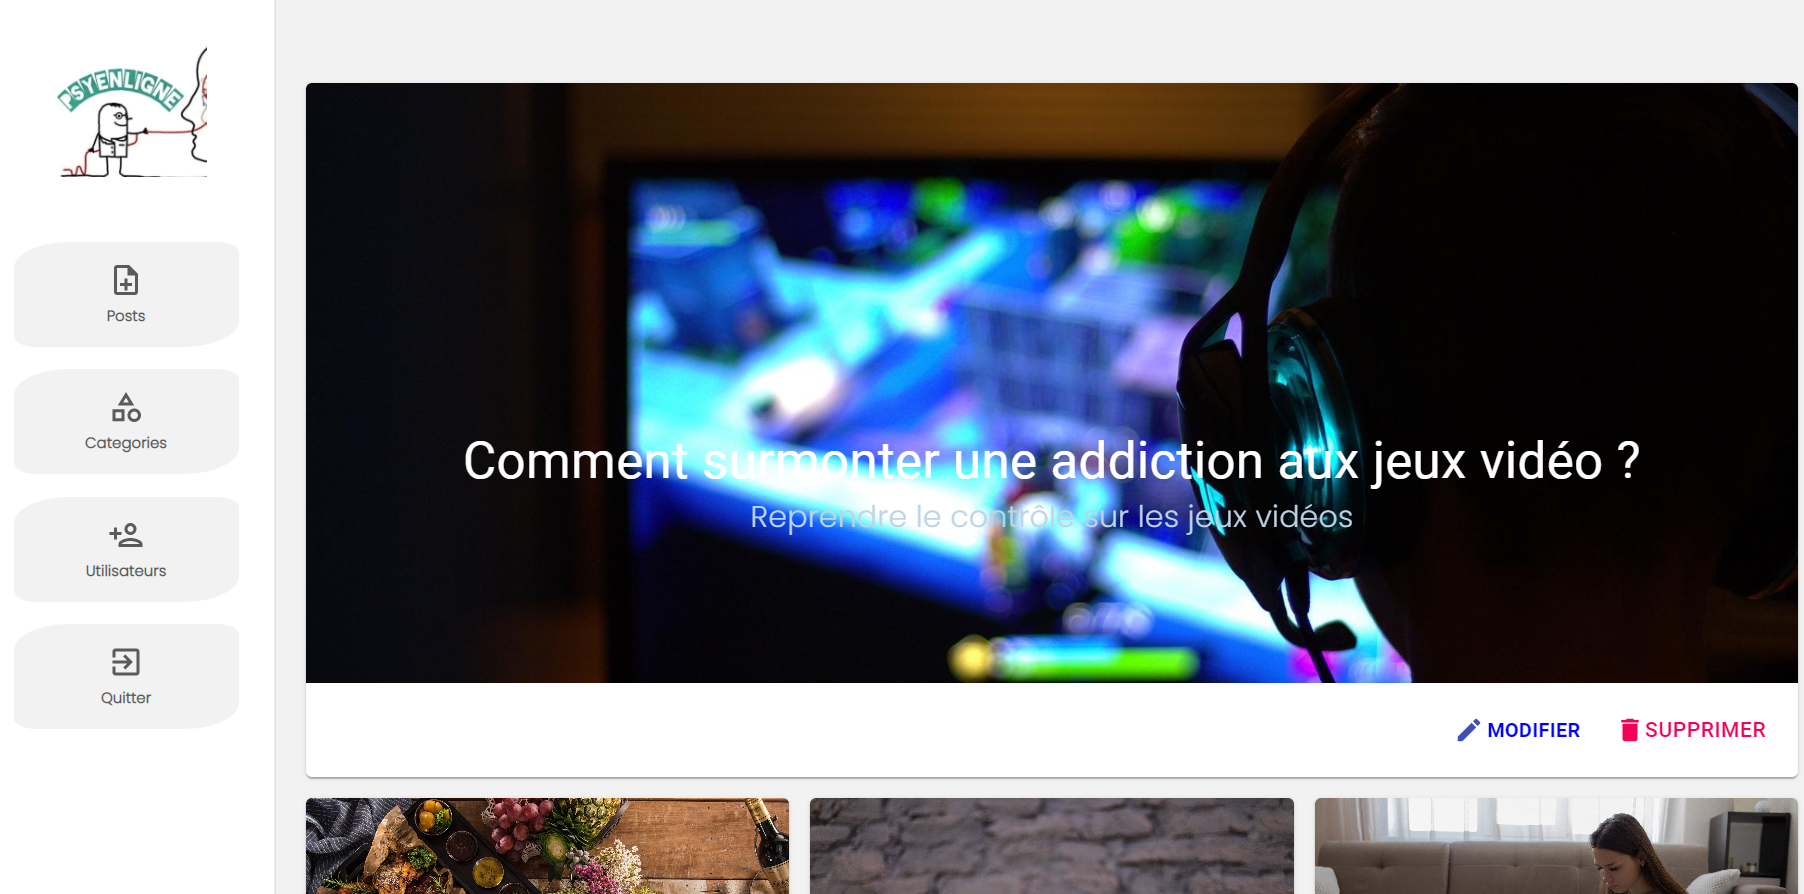 PSYENLIGNE
Posts
Categories
Utilisateurs
Quitter
Comment surmonter une addiction aux jeux vidéo ?
Reprendre le contrôle sur les jeux vidéos
MODIFIER
SUPPRIMER